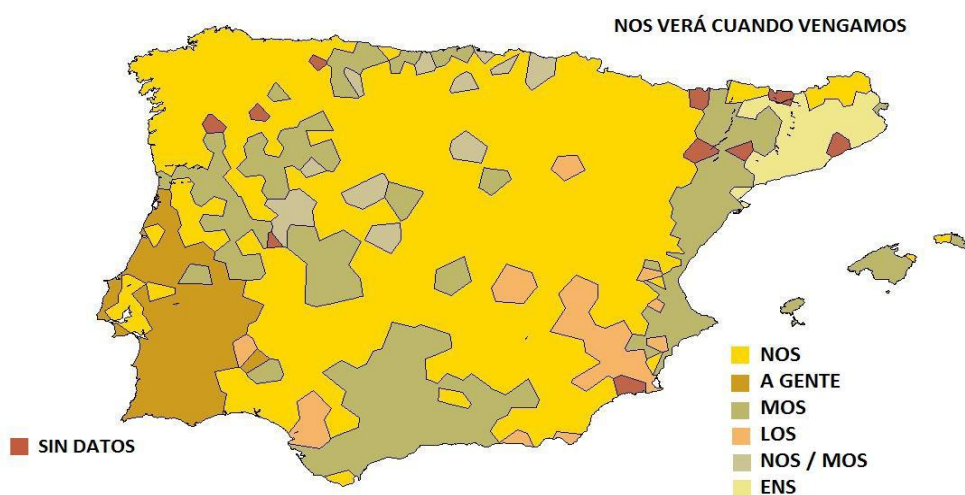 NOS VERÁ CUANDO VENGAMOS
NOS
A GENTE
MOS
LOS
NOS / MOS
ENS
SIN DATOS